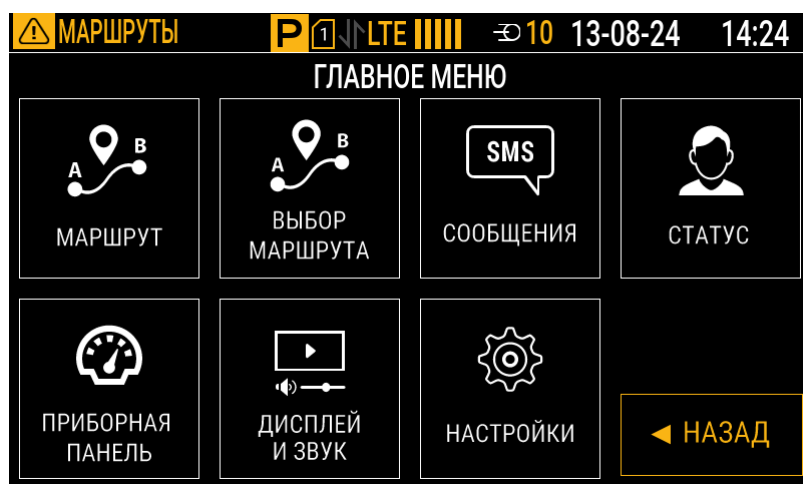 МАРШРУТЫ P 1 LTE 10 13-08-24 14:24
ГЛАВНОЕ МЕНЮ
A B
МАРШРУТ
A B
ВЫБОР
МАРШРУТА
SMS
СООБЩЕНИЯ
СТАТУС
ПРИБОРНАЯ
ПАНЕЛЬ
ДИСПЛЕЙ
И ЗВУК
НАСТРОЙКИ
НАЗАД